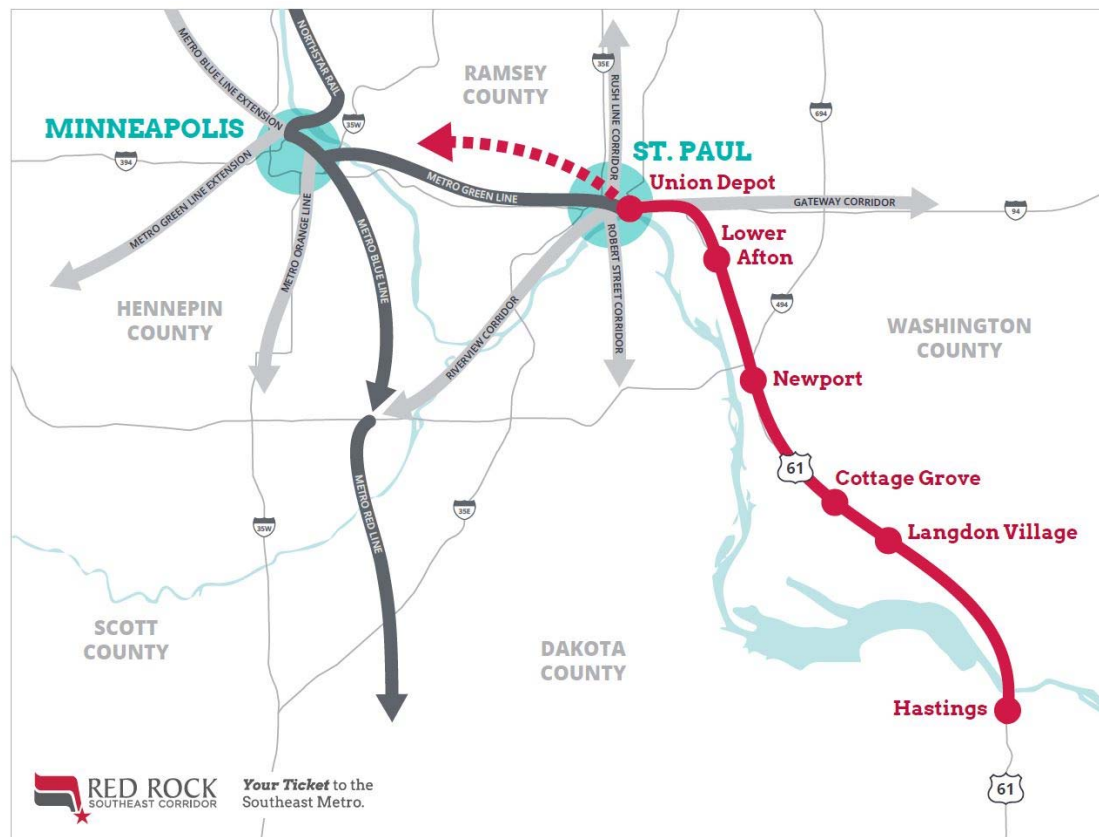 METRO BLUE LINE EXTENSION
NORTHSTAR RAIL
35W
35E
RUSH LINE CORRIDOR
RAMSEY
COUNTY
694
MINNEAPOLIS
394
METRO GREEN LINE EXTENSION
METRO ORANGE LINE
METRO BLUE LINE
METRO GREEN LINE
ST. PAUL
Union Depot
GATEWAY CORRIDOR
94
Lower
Afton
ROBERT STREET CORRIDOR
RIVERVIEW CORRIDOR
494
HENNEPIN
COUNTY
WASHINGTON
COUNTY
Newport
61
Cottage Grove
Langdon Village
METRO RED LINE
35W
35E
SCOTT
COUNTY
DAKOTA
COUNTY
Hastings
61
RED ROCK
SOUTHEAST CORRIDOR
Your Ticket to the
Southeast Metro.